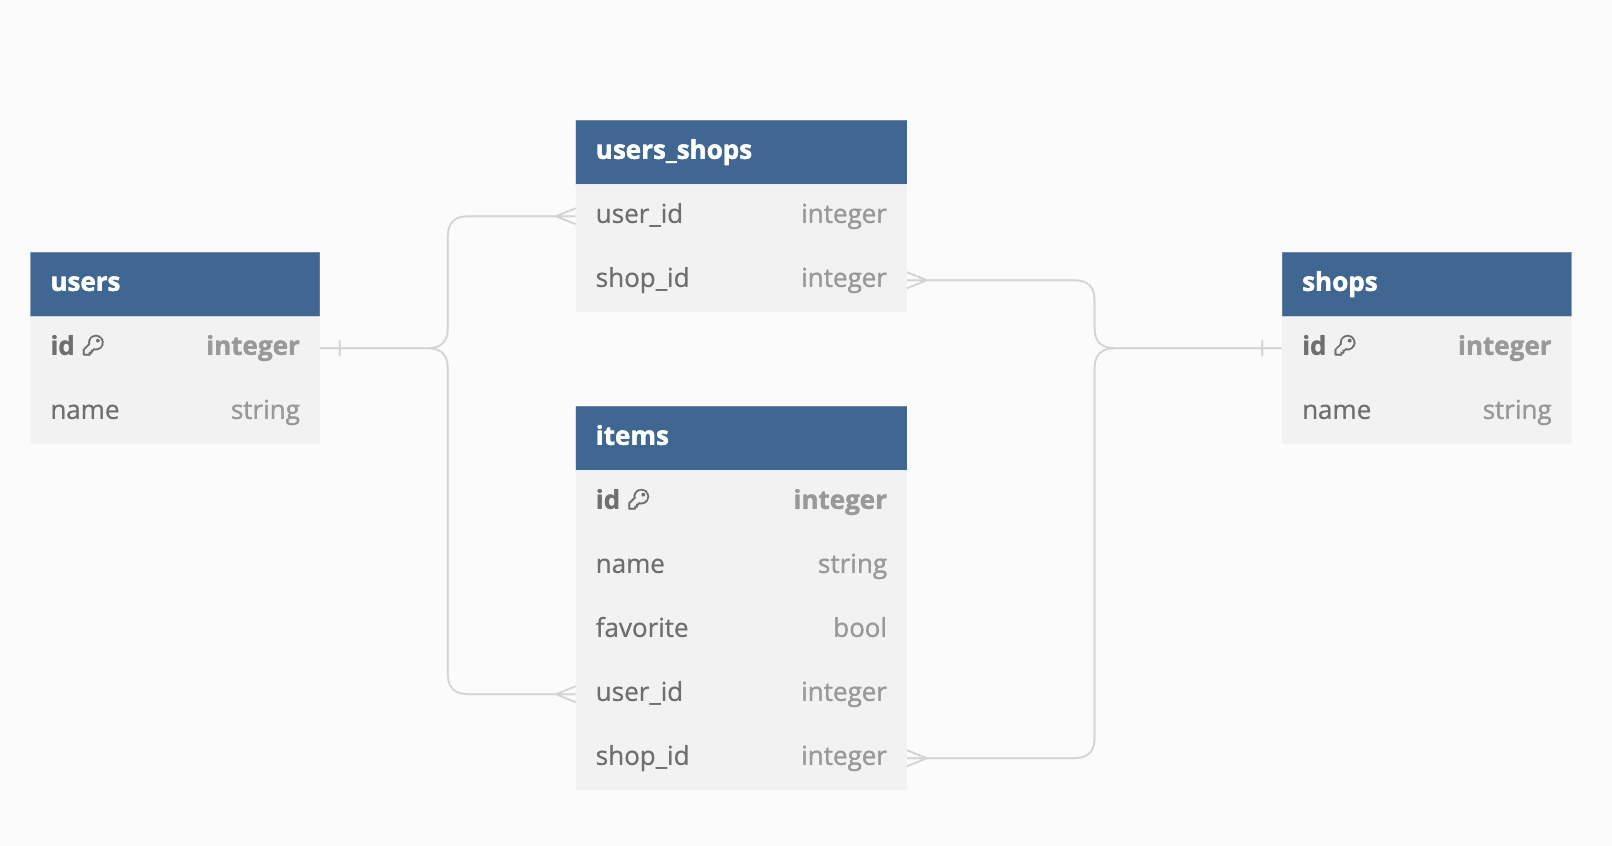 users
id integer
name string
users_shops
user_id integer
shop_id integer
items
id integer
name string
favorite bool
user_id integer
shop_id integer
shops
id integer
name string